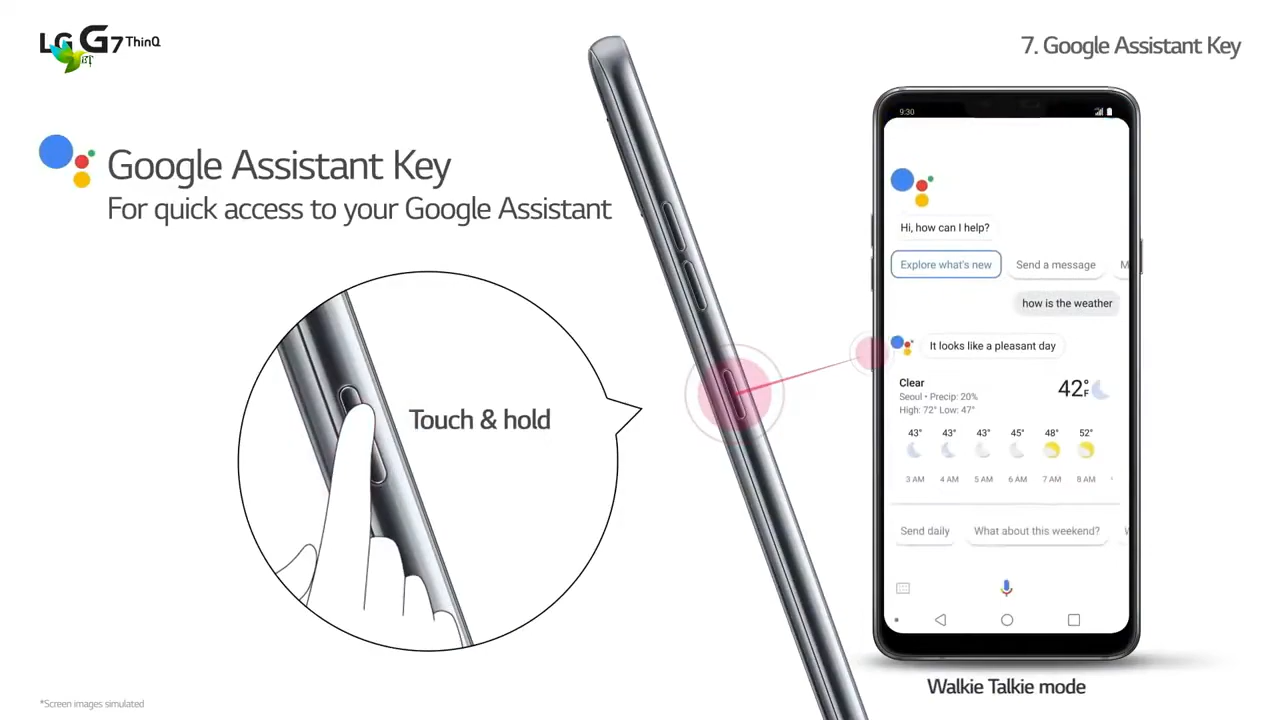 LG G7 ThinQ
7. Google Assistant Key
Google Assistant Key
For quick access to your Google Assistant
Touch & hold
9:30
Hi, how can I help?
Explore what's new
Send a message
M
how is the weather
It looks like a pleasant day
Clear
Seoul • Precip: 20%
High: 72° Low: 47°
42°F
43° 43° 43° 45° 48° 52°
3 AM 4 AM 5 AM 6 AM 7 AM 8 AM
Send daily
What about this weekend?
Walkie Talkie mode
*Screen images simulated